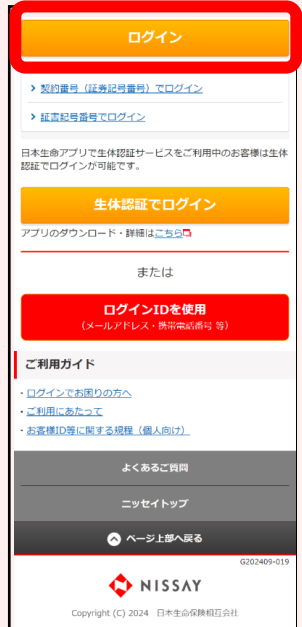 ログイン
契約番号（証券記号番号）でログイン
証書記号番号でログイン
日本生命アプリで生体認証サービスをご利用中のお客様は生体
認証でログインが可能です。
生体認証でログイン
アプリのダウンロード・詳細はこちら
または
ログインIDを使用
（メールアドレス・携帯電話番号 等）
ご利用ガイド
・ログインでお困りの方へ
・ご利用にあたって
・お客様ID等に関する規程（個人向け）
よくあるご質問
ニッセイトップ
ページ上部へ戻る
G202409-019
NISSAY
Copyright (C) 2024 日本生命保険相互会社